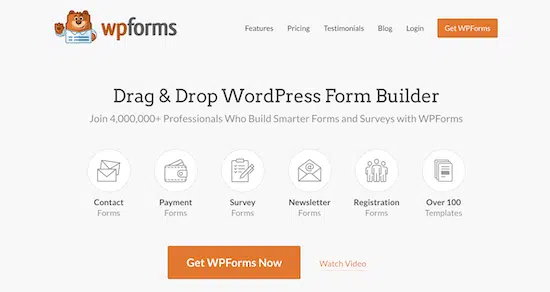 wpforms
Features Pricing Testimonials Blog Login Get WPForms
Drag & Drop WordPress Form Builder
Join 4,000,000+ Professionals Who Build Smarter Forms and Surveys with WPForms
Contact Payment Survey Newsletter Registration Over 100
Forms Forms Forms Forms Forms Templates
Get WPForms Now Watch Video